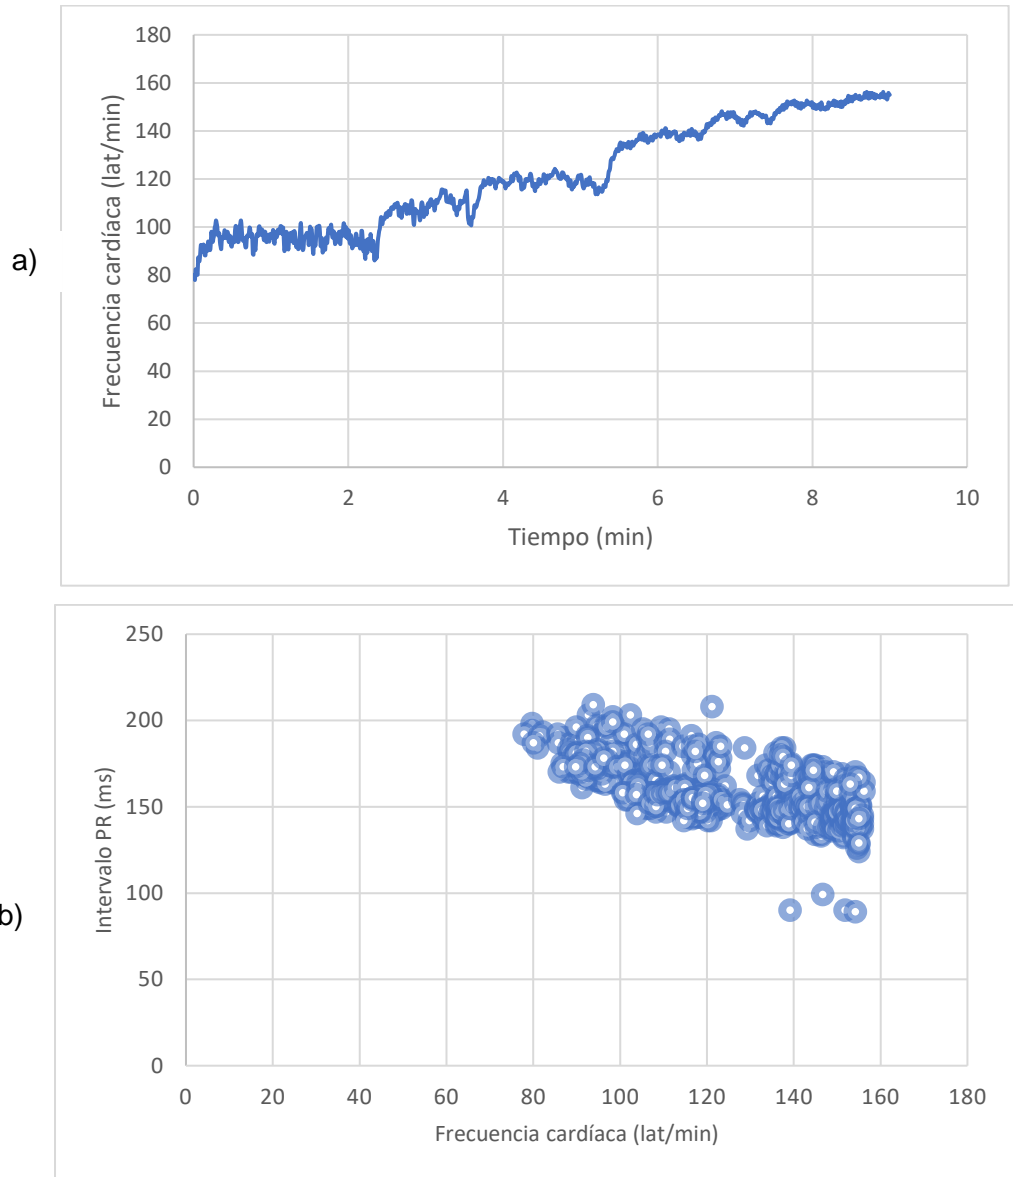 a)
Frecuencia cardíaca (lat/min)
180
160
140
120
100
80
60
40
20
0
0 2 4 6 8 10
Tiempo (min)
b)
Intervalo PR (ms)
250
200
150
100
50
0
0 20 40 60 80 100 120 140 160 180
Frecuencia cardíaca (lat/min)